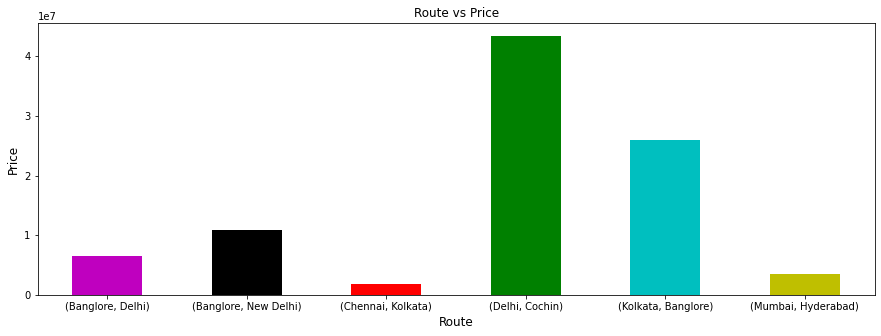 Route vs Price
1e7
4
3
2
1
0
Price
(Banglore, Delhi) (Banglore, New Delhi) (Chennai, Kolkata) (Delhi, Cochin) (Kolkata, Banglore) (Mumbai, Hyderabad)
Route